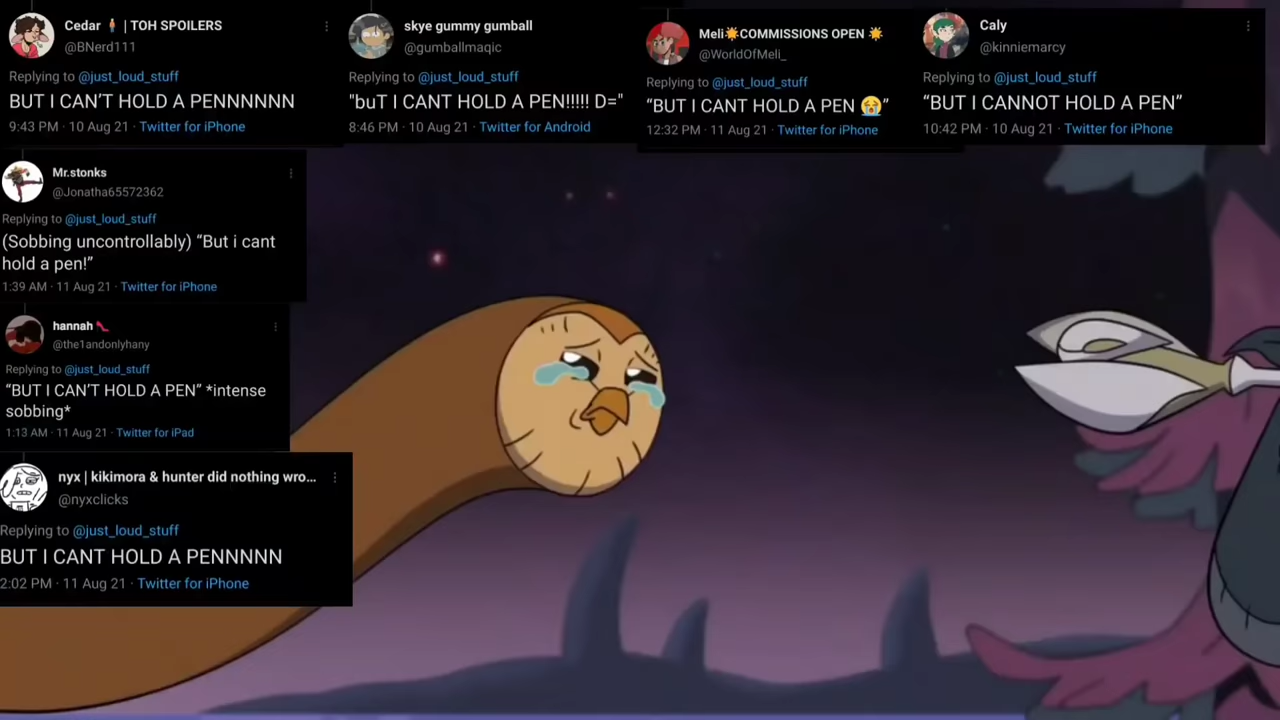 Cedar 🧍 | TOH SPOILERS
@BNerd111
Replying to @just_loud_stuff
BUT I CAN'T HOLD A PENNNNNN
9:43 PM · 10 Aug 21 · Twitter for iPhone
skye gummy gumball
@gumballmaqic
Replying to @just_loud_stuff
"buT I CANT HOLD A PEN!!!!! D="
8:46 PM · 10 Aug 21 · Twitter for Android
Meli☀️COMMISSIONS OPEN ☀️
@WorldOfMeli_
Replying to @just_loud_stuff
“BUT I CANT HOLD A PEN 😭”
12:32 PM · 11 Aug 21 · Twitter for iPhone
Caly
@kinniemarcy
Replying to @just_loud_stuff
“BUT I CANNOT HOLD A PEN”
10:42 PM · 10 Aug 21 · Twitter for iPhone
Mr.stonks
@Jonatha65572362
Replying to @just_loud_stuff
(Sobbing uncontrollably) “But i cant
hold a pen!”
1:39 AM · 11 Aug 21 · Twitter for iPhone
hannah 👠
@the1andonlyhany
Replying to @just_loud_stuff
“BUT I CAN'T HOLD A PEN” *intense
sobbing*
1:13 AM · 11 Aug 21 · Twitter for iPad
nyx | kikimora & hunter did nothing wro...
@nyxclicks
Replying to @just_loud_stuff
BUT I CANT HOLD A PENNNNN
2:02 PM · 11 Aug 21 · Twitter for iPhone